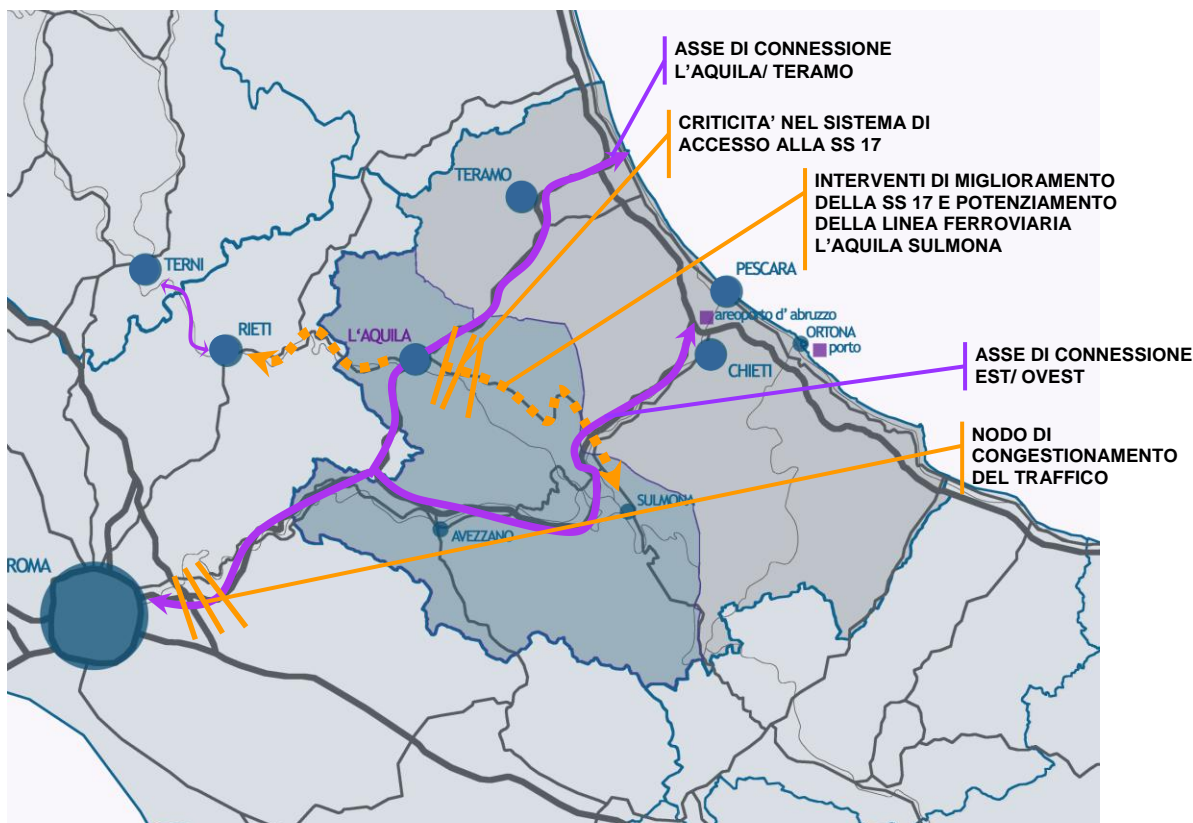 ASSE DI CONNESSIONE
L'AQUILA/ TERAMO
CRITICITA' NEL SISTEMA DI
ACCESSO ALLA SS 17
INTERVENTI DI MIGLIORAMENTO
DELLA SS 17 E POTENZIAMENTO
DELLA LINEA FERROVIARIA
L'AQUILA SULMONA
TERAMO
TERNI
PESCARA
areoporto d' abruzzo
RIETI
L'AQUILA
ORTONA
porto
CHIETI
ASSE DI CONNESSIONE
EST/ OVEST
NODO DI
CONGESTIONAMENTO
DEL TRAFFICO
SULMONA
AVEZZANO
ROMA